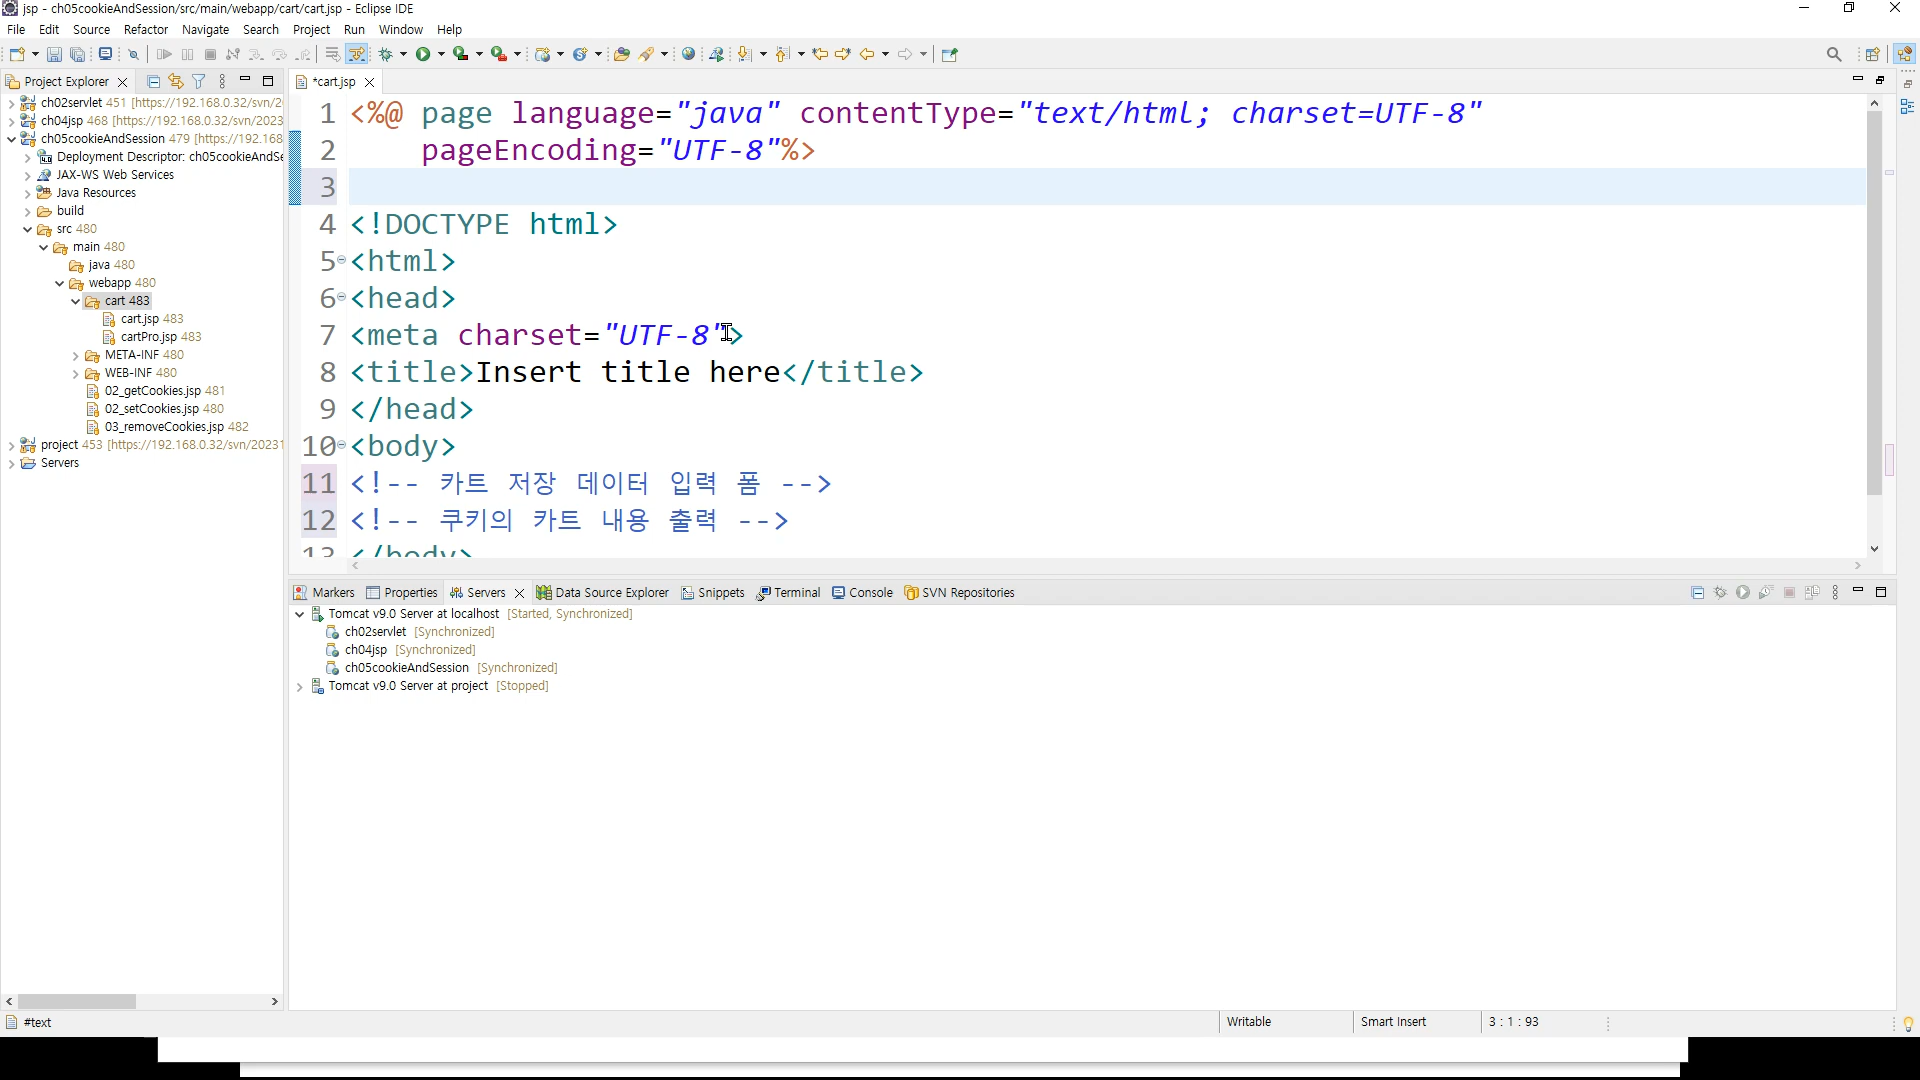 jsp - ch05cookieAndSession/src/main/webapp/cart/cart.jsp - Eclipse IDE
File Edit Source Refactor Navigate Search Project Run Window Help
Project Explorer
ch02servlet 451 [https://192.168.0.32/svn/2
ch04jsp 468 [https://192.168.0.32/svn/2023
ch05cookieAndSession 479 [https://192.168
Deployment Descriptor: ch05cookieAndSe
JAX-WS Web Services
Java Resources
build
src 480
main 480
java 480
webapp 480
cart 483
cart.jsp 483
cartPro.jsp 483
META-INF 480
WEB-INF 480
02_getCookies.jsp 481
02_setCookies.jsp 480
03_removeCookies.jsp 482
project 453 [https://192.168.0.32/svn/20231
Servers
*cart.jsp
1 <%@ page language="java" contentType="text/html; charset=UTF-8"
2 pageEncoding="UTF-8"%>
3
4 <!DOCTYPE html>
5 <html>
6 <head>
7 <meta charset="UTF-8">
8 <title>Insert title here</title>
9 </head>
10 <body>
11 <!-- 카트 저장 데이터 입력 폼 -->
12 <!-- 쿠키의 카트 내용 출력 -->
13 </body>
Markers Properties Servers Data Source Explorer Snippets Terminal Console SVN Repositories
Tomcat v9.0 Server at localhost [Started, Synchronized]
ch02servlet [Synchronized]
ch04jsp [Synchronized]
ch05cookieAndSession [Synchronized]
Tomcat v9.0 Server at project [Stopped]
#text Writable Smart Insert 3 : 1 : 93